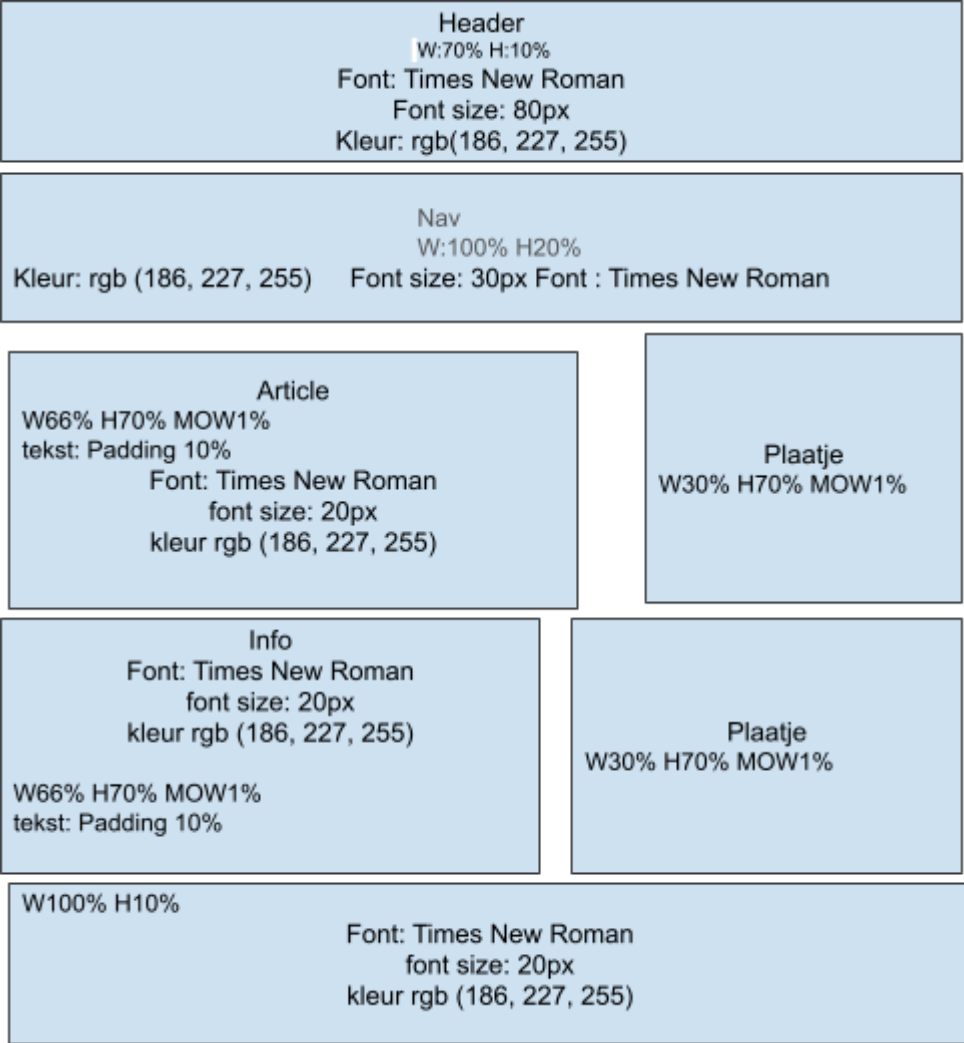 Header
W:70% H:10%
Font: Times New Roman
Font size: 80px
Kleur: rgb(186, 227, 255)
Nav
W:100% H20%
Kleur: rgb (186, 227, 255) Font size: 30px Font : Times New Roman
Article
W66% H70% MOW1%
tekst: Padding 10%
Font: Times New Roman
font size: 20px
kleur rgb (186, 227, 255)
Plaatje
W30% H70% MOW1%
Info
Font: Times New Roman
font size: 20px
kleur rgb (186, 227, 255)
W66% H70% MOW1%
tekst: Padding 10%
Plaatje
W30% H70% MOW1%
W100% H10%
Font: Times New Roman
font size: 20px
kleur rgb (186, 227, 255)